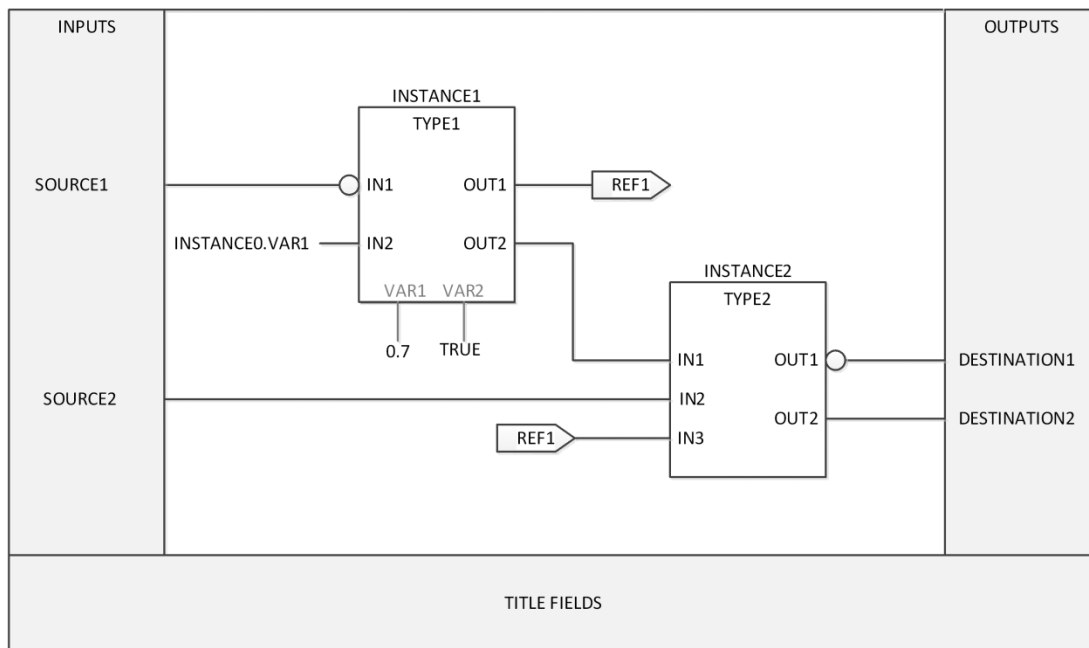 INPUTS
OUTPUTS
INSTANCE1
TYPE1
SOURCE1
IN1
OUT1
REF1
INSTANCE0.VAR1
IN2
OUT2
INSTANCE2
VAR1
VAR2
TYPE2
0.7
TRUE
IN1
OUT1
DESTINATION1
SOURCE2
IN2
OUT2
DESTINATION2
REF1
IN3
TITLE FIELDS